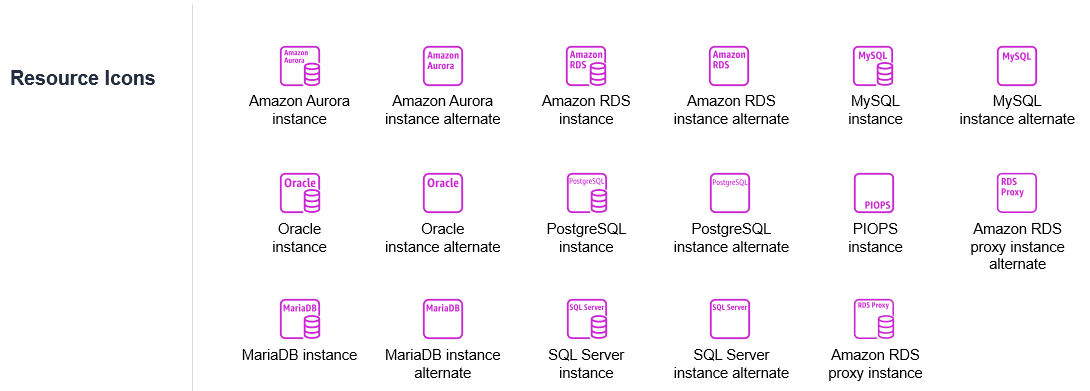 Resource Icons
Amazon
Aurora
Amazon Aurora
instance
Amazon
Aurora
Amazon Aurora
instance alternate
Amazon
RDS
Amazon RDS
instance
Amazon
RDS
Amazon RDS
instance alternate
MySQL
MySQL
instance
MySQL
MySQL
instance alternate
Oracle
Oracle
instance
Oracle
Oracle
instance alternate
PostgreSQL
PostgreSQL
instance
PostgreSQL
PostgreSQL
instance alternate
PIOPS
PIOPS
instance
RDS
Proxy
Amazon RDS
proxy instance
alternate
MariaDB
MariaDB instance
MariaDB
MariaDB instance
alternate
SQL Server
SQL Server
instance
SQL Server
SQL Server
instance alternate
RDS Proxy
Amazon RDS
proxy instance